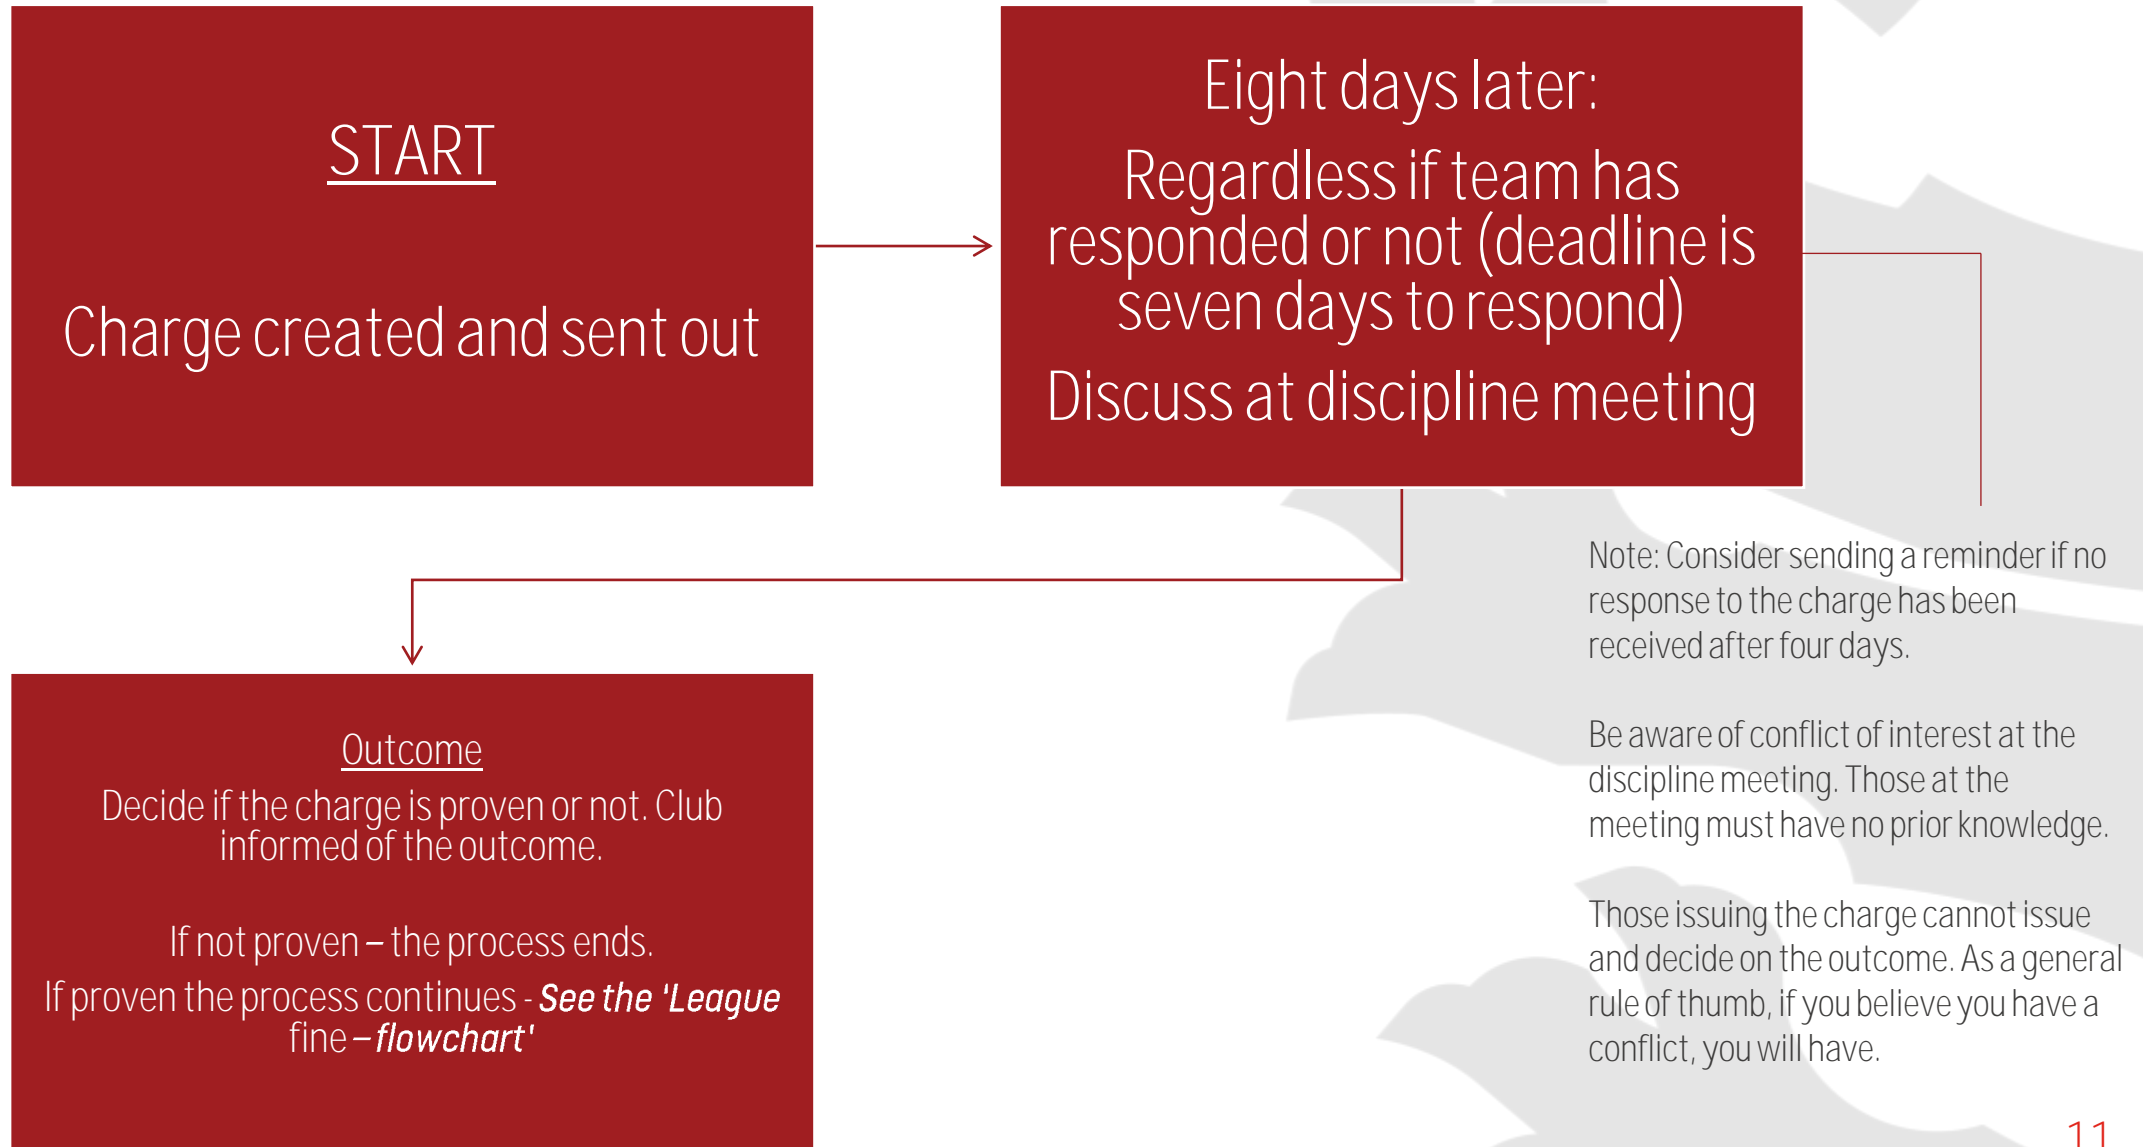 START
Charge created and sent out
Eight days later:
Regardless if team has
responded or not (deadline is
seven days to respond)
Discuss at discipline meeting
Note: Consider sending a reminder if no
response to the charge has been
received after four days.
Be aware of conflict of interest at the
discipline meeting. Those at the
meeting must have no prior knowledge.
Those issuing the charge cannot issue
and decide on the outcome. As a general
rule of thumb, if you believe you have a
conflict, you will have.
Outcome
Decide if the charge is proven or not. Club
informed of the outcome.
If not proven – the process ends.
If proven the process continues - See the 'League
fine – flowchart'
11